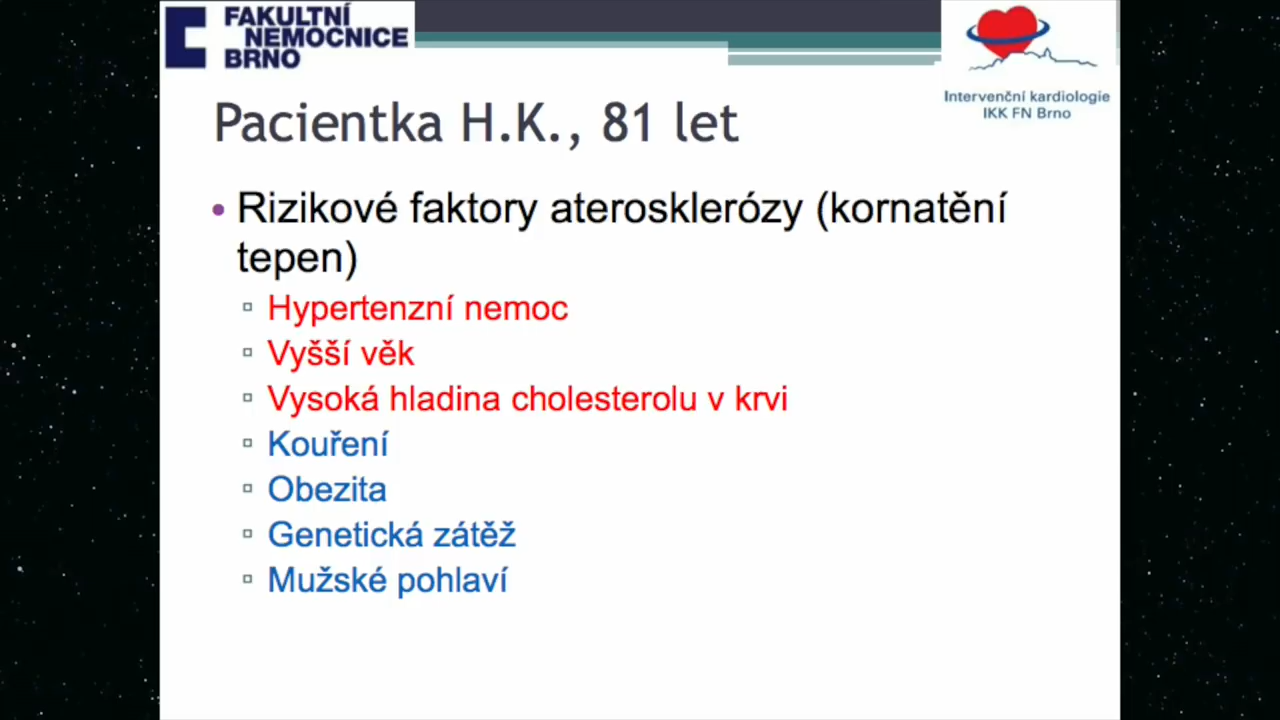 FAKULTNÍ
NEMOCNICE
BRNO
Intervenční kardiologie
IKK FN Brno
Pacientka H.K., 81 let
• Rizikové faktory aterosklerózy (kornatění
tepen)
▫ Hypertenzní nemoc
▫ Vyšší věk
▫ Vysoká hladina cholesterolu v krvi
▫ Kouření
▫ Obezita
▫ Genetická zátěž
▫ Mužské pohlaví